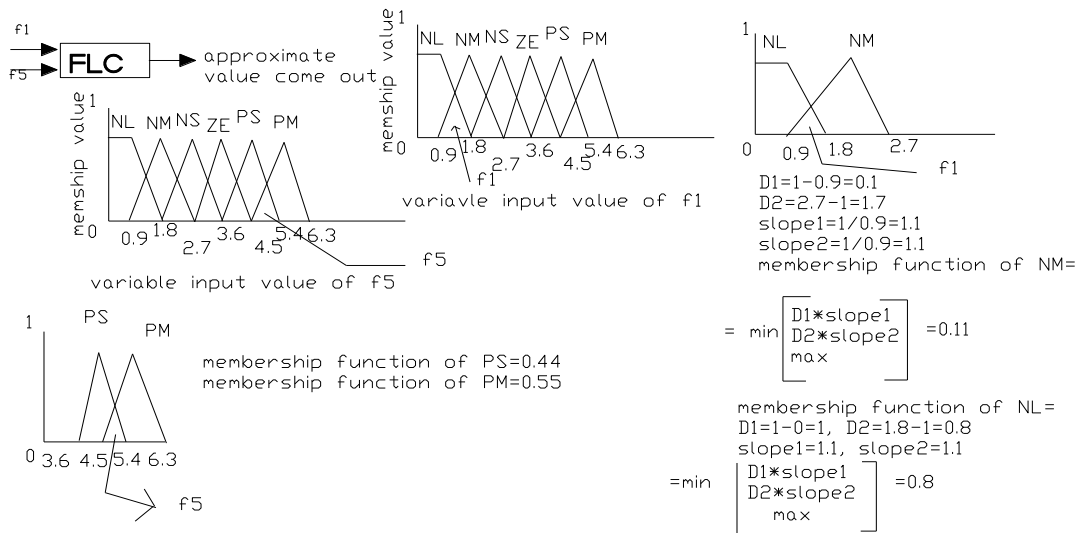 f1
f5
FLC
approximate
value come out
memship value
1
NL NM NS ZE PS PM
0
0.9 1.8 2.7 3.6 4.5 5.4 6.3
f5
variable input value of f5
memship value
1
NL NM NS ZE PS PM
0
0.9 1.8 2.7 3.6 4.5 5.4 6.3
f1
variavle input value of f1
1
NL NM
0
0.9 1.8 2.7
f1
D1=1-0.9=0.1
D2=2.7-1=1.7
slope1=1/0.9=1.1
slope2=1/0.9=1.1
membership function of NM=
= min
D1*slope1
D2*slope2
max
=0.11
membership function of NL=
D1=1-0=1, D2=1.8-1=0.8
slope1=1.1, slope2=1.1
=min
D1*slope1
D2*slope2
max
=0.8
1
PS
PM
0 3.6 4.5 5.4 6.3
f5
membership function of PS=0.44
membership function of PM=0.55